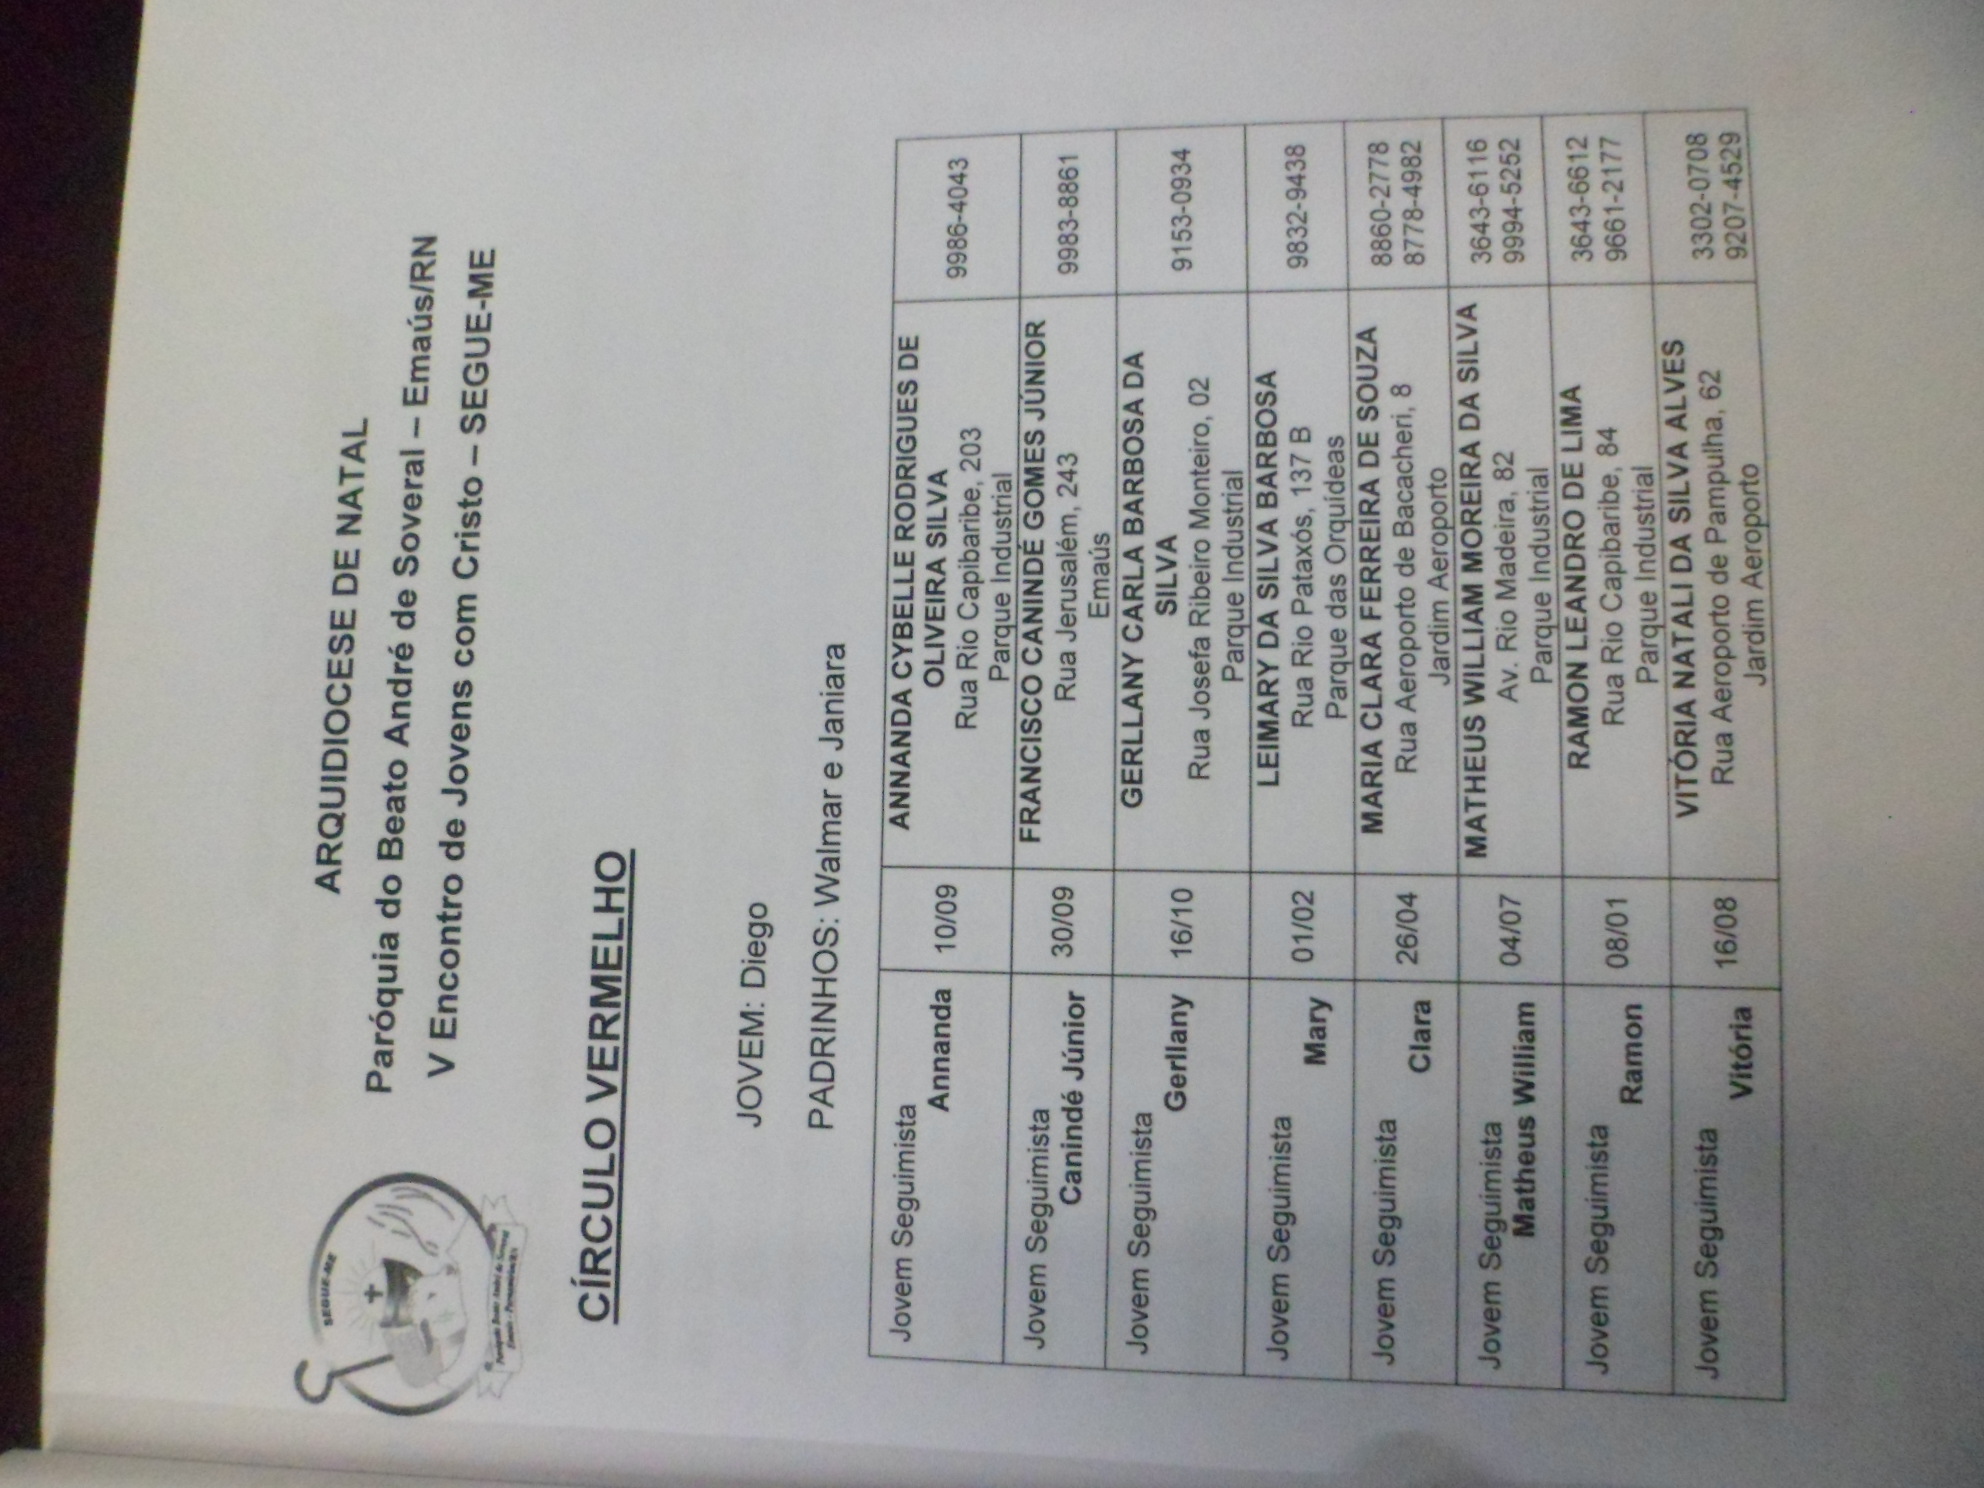 SEGUE-ME
ARQUIDIOCESE DE NATAL
Paróquia do Beato André de Soveral – Emaús/RN
V Encontro de Jovens com Cristo – SEGUE-ME
CÍRCULO VERMELHO
JOVEM: Diego
PADRINHOS: Walmar e Janiara
Jovem Seguimista
Annanda
10/09
ANNANDA CYBELLE RODRIGUES DE
OLIVEIRA SILVA
Rua Rio Capibaribe, 203
Parque Industrial
9986-4043
Jovem Seguimista
Canindé Júnior
30/09
FRANCISCO CANINDÉ GOMES JÚNIOR
Rua Jerusalém, 243
Emaús
9983-8861
Jovem Seguimista
Gerllany
16/10
GERLLANY CARLA BARBOSA DA
SILVA
Rua Josefa Ribeiro Monteiro, 02
Parque Industrial
9153-0934
Jovem Seguimista
Mary
01/02
LEIMARY DA SILVA BARBOSA
Rua Rio Pataxós, 137 B
Parque das Orquídeas
9832-9438
Jovem Seguimista
Clara
26/04
MARIA CLARA FERREIRA DE SOUZA
Rua Aeroporto de Bacacheri, 8
Jardim Aeroporto
8860-2778
8778-4982
Jovem Seguimista
Matheus William
04/07
MATHEUS WILLIAM MOREIRA DA SILVA
Av. Rio Madeira, 82
Parque Industrial
3643-6116
9994-5252
Jovem Seguimista
Ramon
08/01
RAMON LEANDRO DE LIMA
Rua Rio Capibaribe, 84
Parque Industrial
3643-6612
9661-2177
Jovem Seguimista
Vitória
16/08
VITÓRIA NATALI DA SILVA ALVES
Rua Aeroporto de Pampulha, 62
Jardim Aeroporto
3302-0708
9207-4529